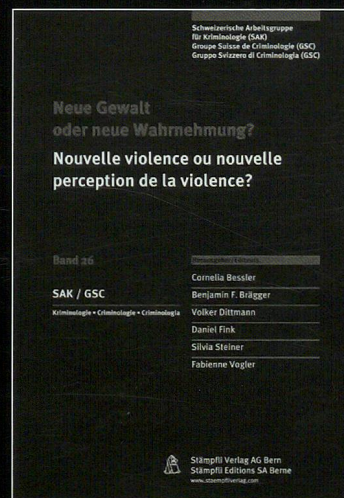 Schweizerische Arbeitsgruppe
für Kriminologie (SAK)
Groupe Suisse de Criminologie (GSC)
Gruppo Svizzero di Criminologia (GSC)
Neue Gewalt
oder neue Wahrnehmung?
Nouvelle violence ou nouvelle
perception de la violence?
Band 26
SAK / GSC
Kriminologie • Criminologie • Criminologia
Herausgeber/Editeurs
Cornelia Bessler
Benjamin F. Brägger
Volker Dittmann
Daniel Fink
Silvia Steiner
Fabienne Vogler
Stämpfli Verlag AG Bern
Stämpfli Editions SA Berne
www.staempfliverlag.com